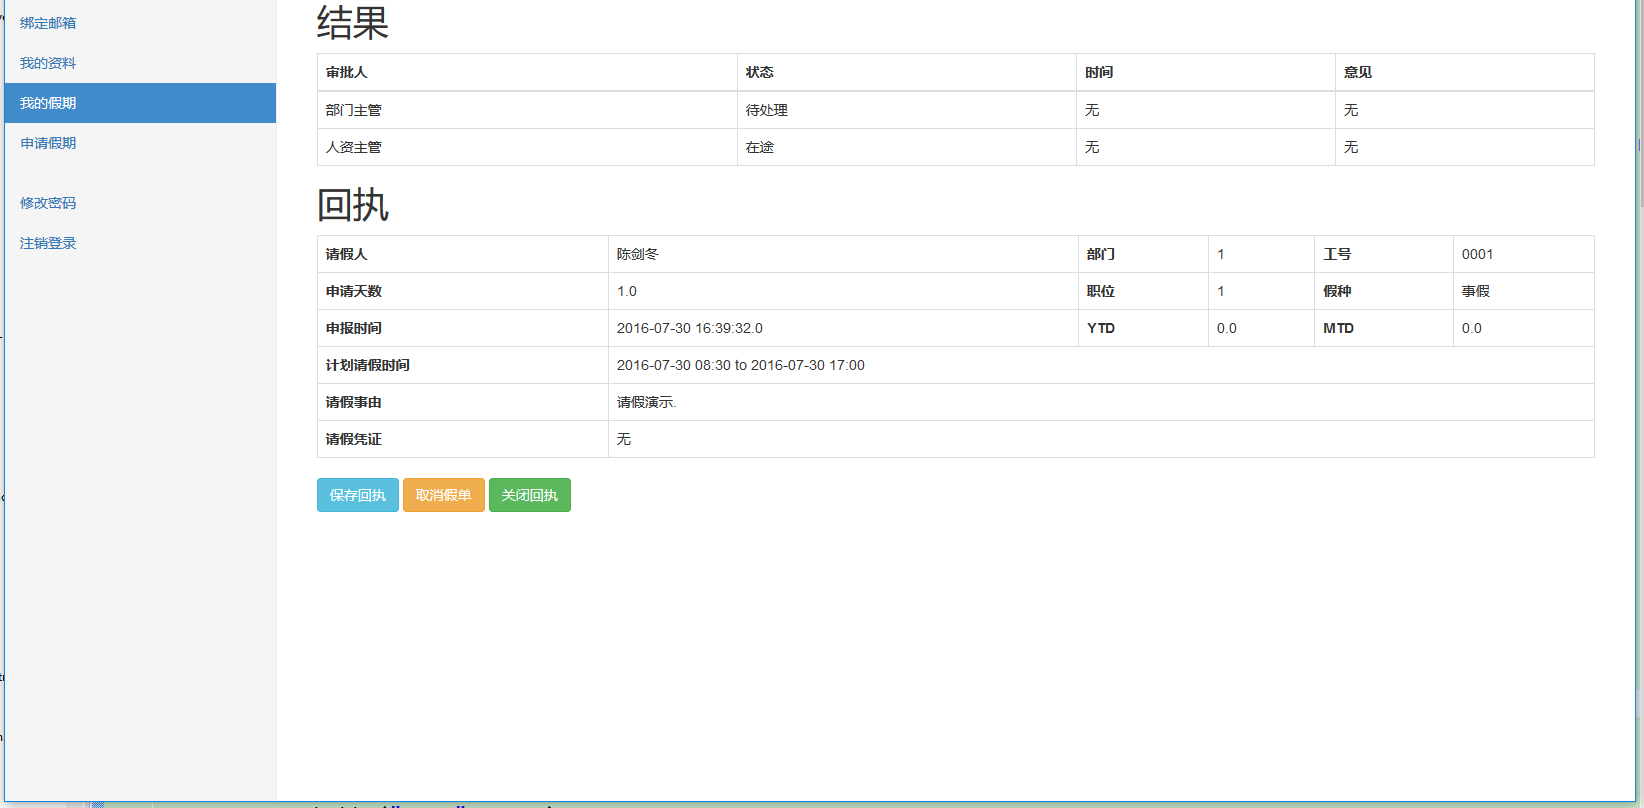 绑定邮箱
我的资料
我的假期
申请假期
修改密码
注销登录
结果
审批人 状态 时间 意见
部门主管 待处理 无 无
人资主管 在途 无 无
回执
请假人 陈剑冬 部门 1 工号 0001
申请天数 1.0 职位 1 假种 事假
申报时间 2016-07-30 16:39:32.0 YTD 0.0 MTD 0.0
计划请假时间 2016-07-30 08:30 to 2016-07-30 17:00
请假事由 请假演示.
请假凭证 无
保存回执 取消假单 关闭回执